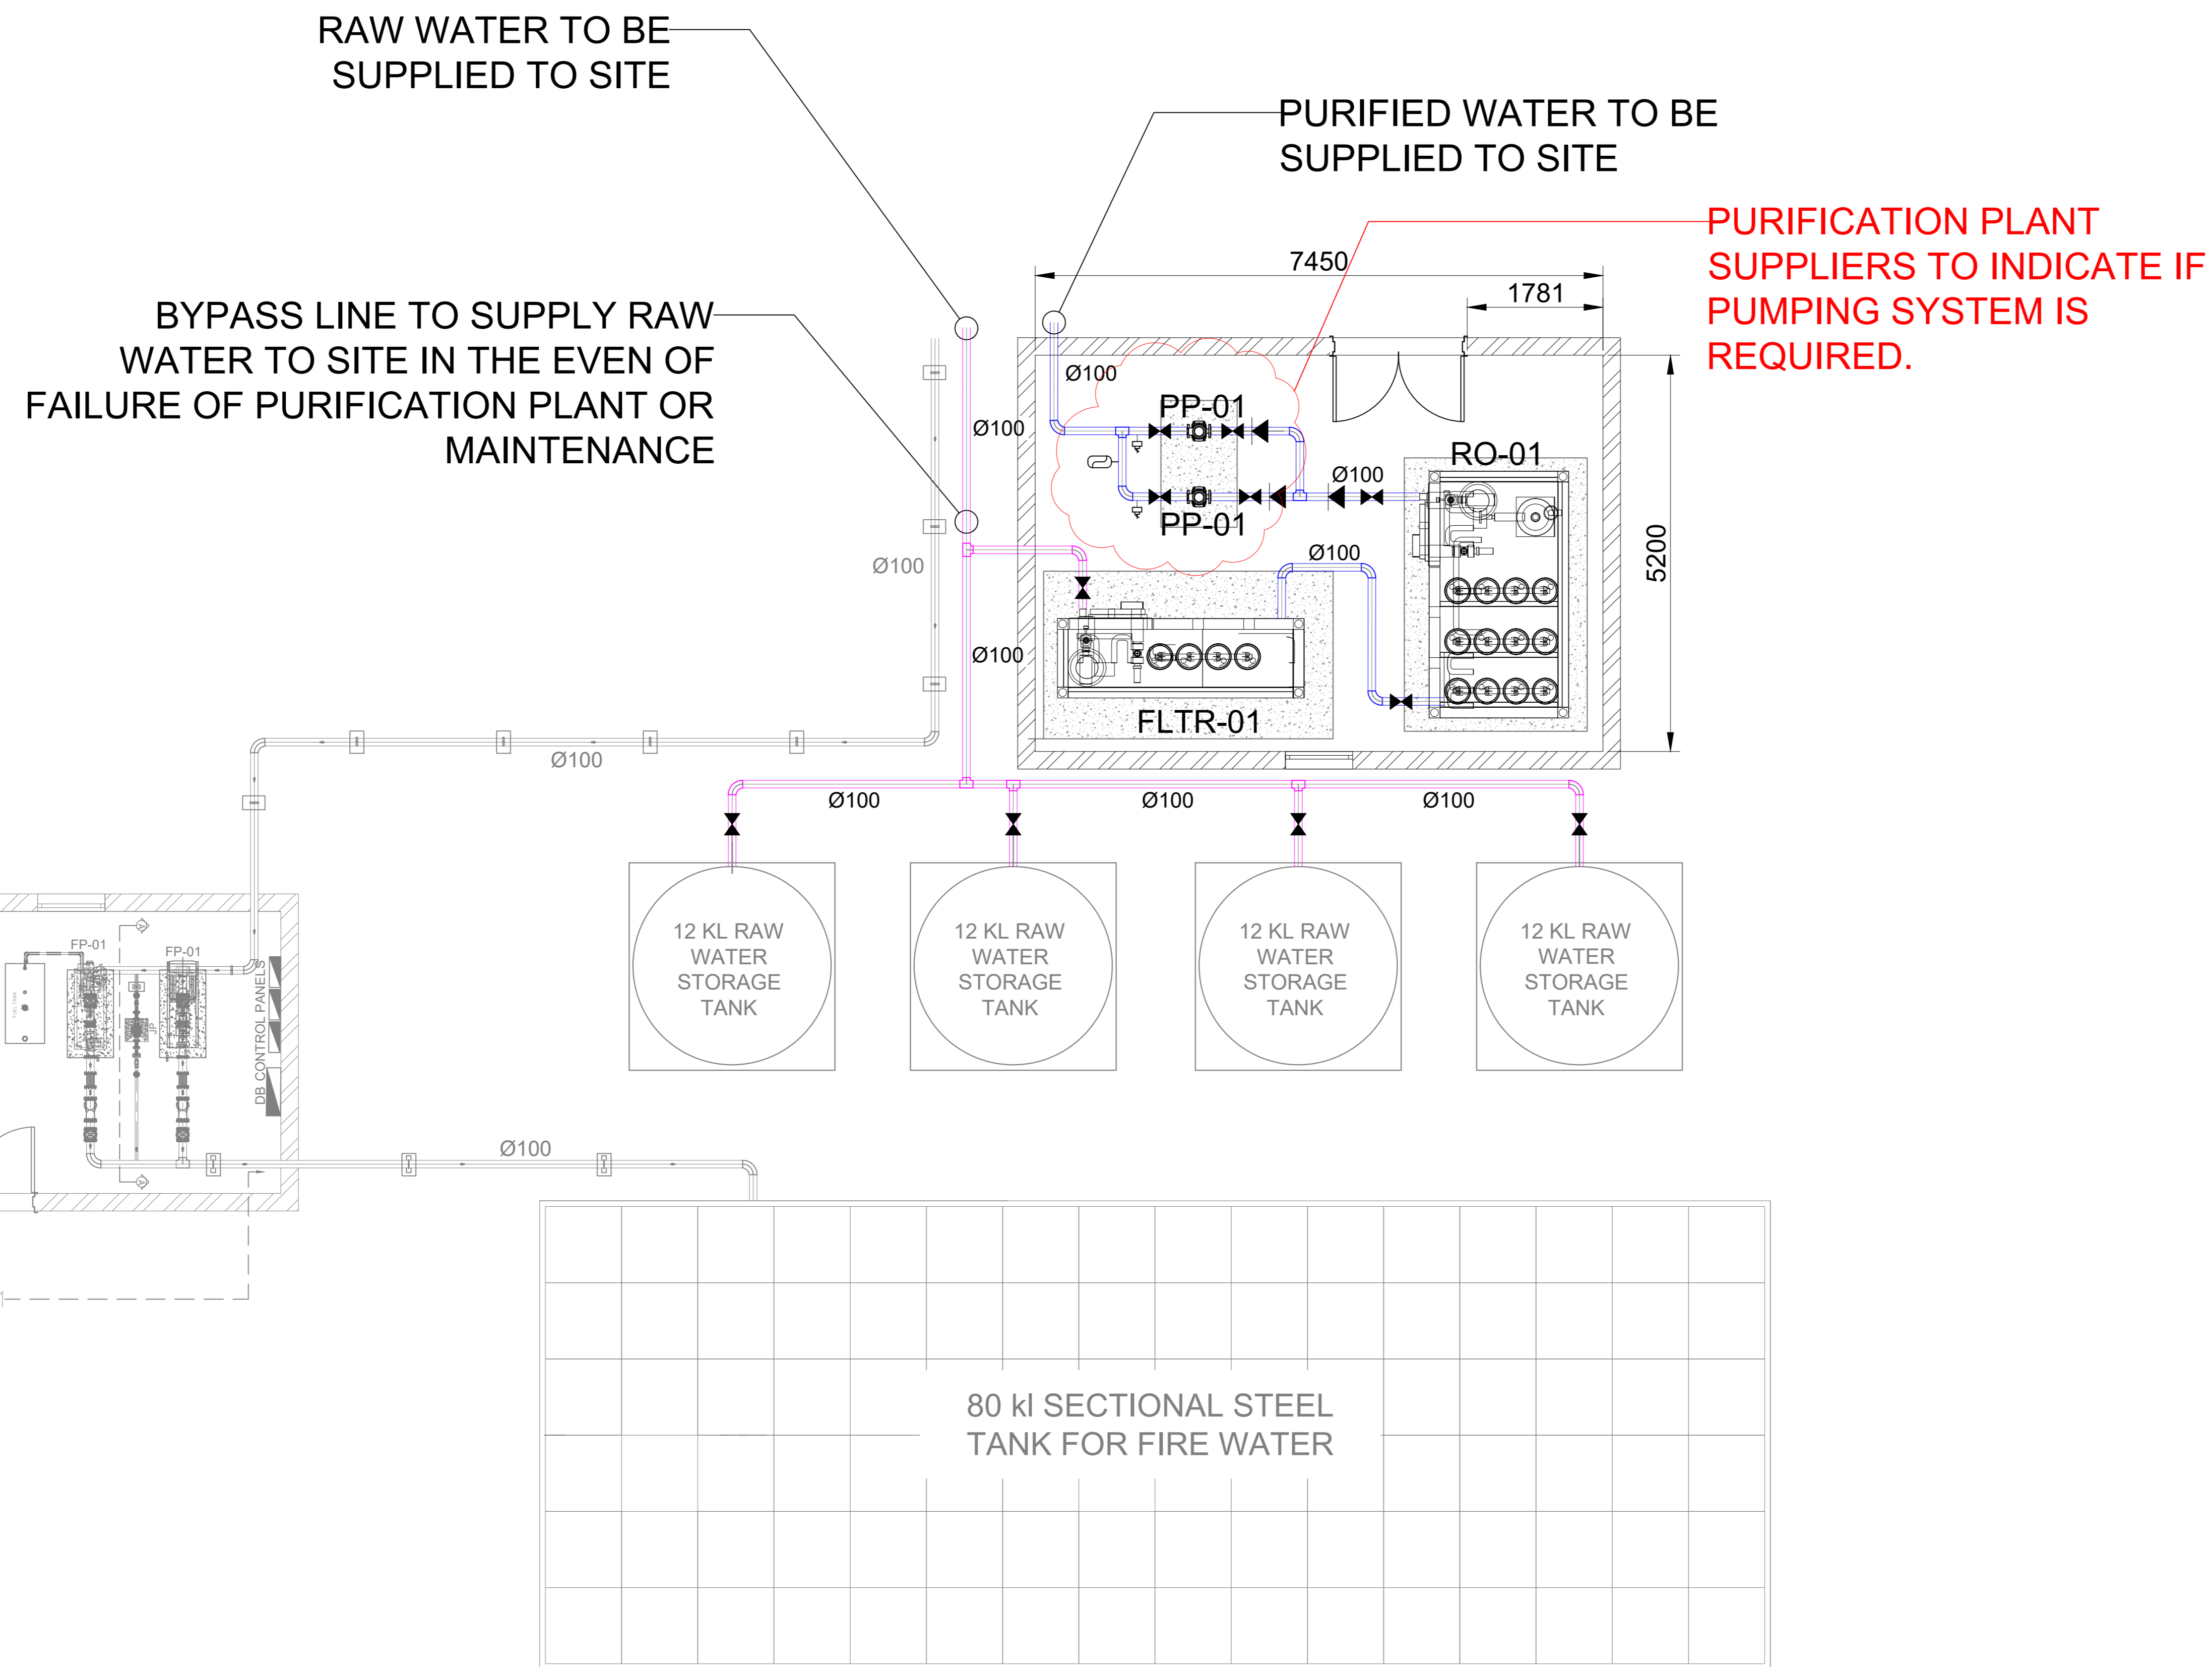 RAW WATER TO BE
SUPPLIED TO SITE
PURIFIED WATER TO BE
SUPPLIED TO SITE
PURIFICATION PLANT
SUPPLIERS TO INDICATE IF
PUMPING SYSTEM IS
REQUIRED.
BYPASS LINE TO SUPPLY RAW
WATER TO SITE IN THE EVEN OF
FAILURE OF PURIFICATION PLANT OR
MAINTENANCE
7450
1781
5200
Ø100
Ø100
PP-01
PP-01
Ø100
RO-01
Ø100
Ø100
Ø100
FLTR-01
Ø100
Ø100
Ø100
Ø100
12 KL RAW
WATER
STORAGE
TANK
12 KL RAW
WATER
STORAGE
TANK
12 KL RAW
WATER
STORAGE
TANK
12 KL RAW
WATER
STORAGE
TANK
FP-01
FP-01
A
FUEL TANK
JP
DB CONTROL PANELS
A
Ø100
80 kl SECTIONAL STEEL
TANK FOR FIRE WATER